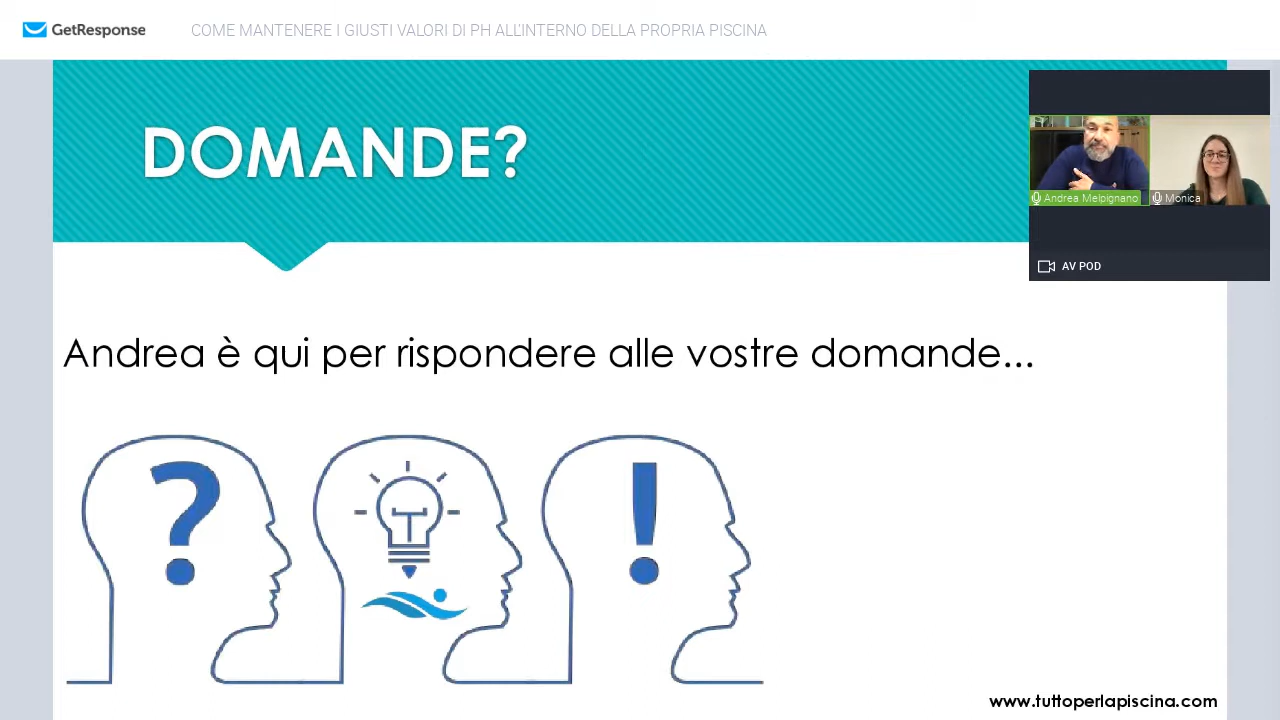 GetResponse
COME MANTENERE I GIUSTI VALORI DI PH ALL'INTERNO DELLA PROPRIA PISCINA
DOMANDE?
Andrea Melpignano
Monica
AV POD
Andrea è qui per rispondere alle vostre domande...
?
!
www.tuttoperlapiscina.com